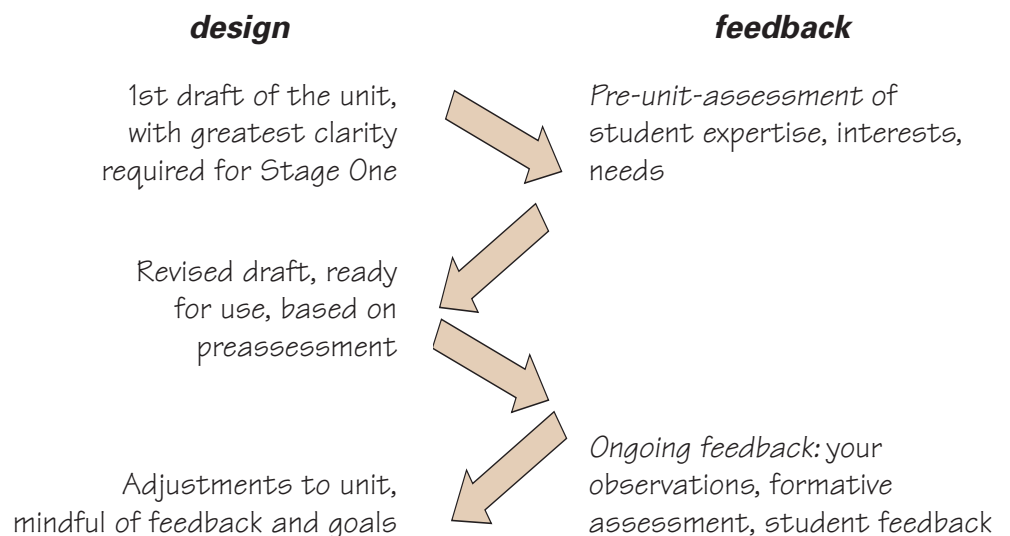 design
feedback
1st draft of the unit,
with greatest clarity
required for Stage One
Pre-unit-assessment of
student expertise, interests,
needs
Revised draft, ready
for use, based on
preassessment
Ongoing feedback: your
observations, formative
assessment, student feedback
Adjustments to unit,
mindful of feedback and goals